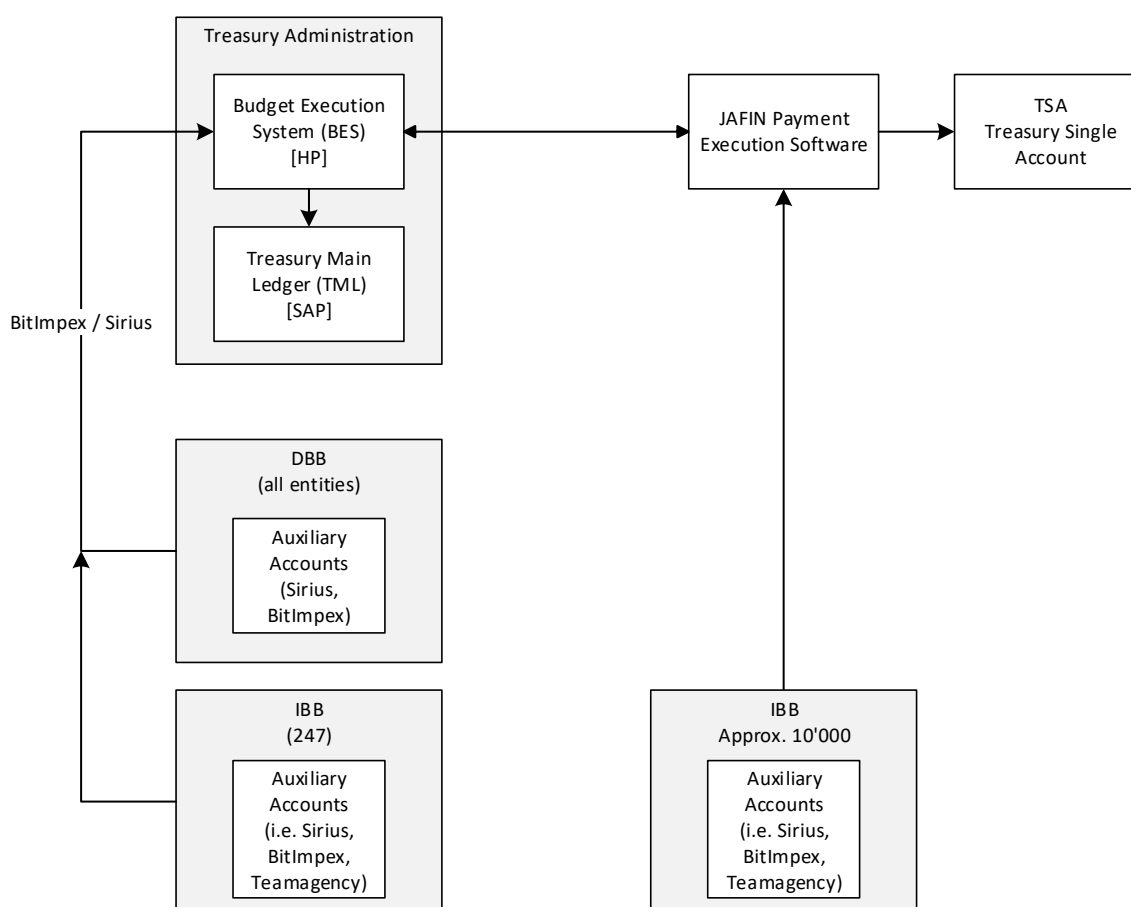 Treasury Administration
Budget Execution
System (BES)
[HP]
JAFIN Payment
Execution Software
TSA
Treasury Single
Account
Treasury Main
Ledger (TML)
[SAP]
BitImpex / Sirius
DBB
(all entities)
Auxiliary
Accounts
(Sirius,
BitImpex)
IBB
(247)
Auxiliary
Accounts
(i.e. Sirius,
BitImpex,
Teamagency)
IBB
Approx. 10'000
Auxiliary
Accounts
(i.e. Sirius,
BitImpex,
Teamagency)